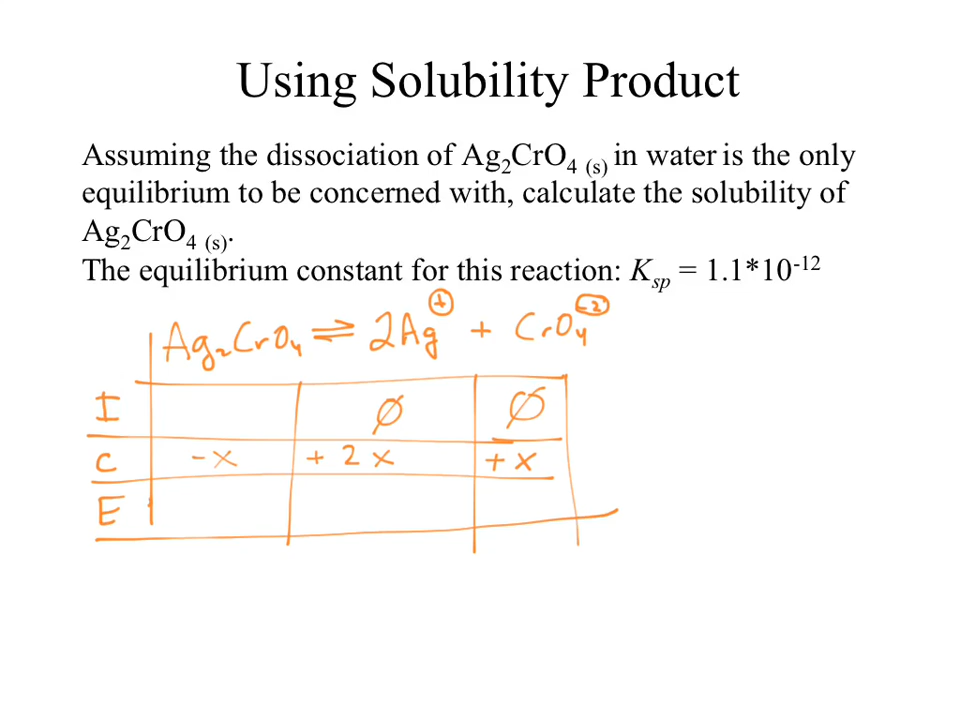 Using Solubility Product
Assuming the dissociation of Ag₂CrO₄ ₍s₎ in water is the only
equilibrium to be concerned with, calculate the solubility of
Ag₂CrO₄ ₍s₎.
The equilibrium constant for this reaction: Ksp = 1.1*10⁻¹²
Ag₂CrO₄ ⇌ 2Ag⁺ + CrO₄⁻²
I ∅ ∅
C -x +2x +x
E